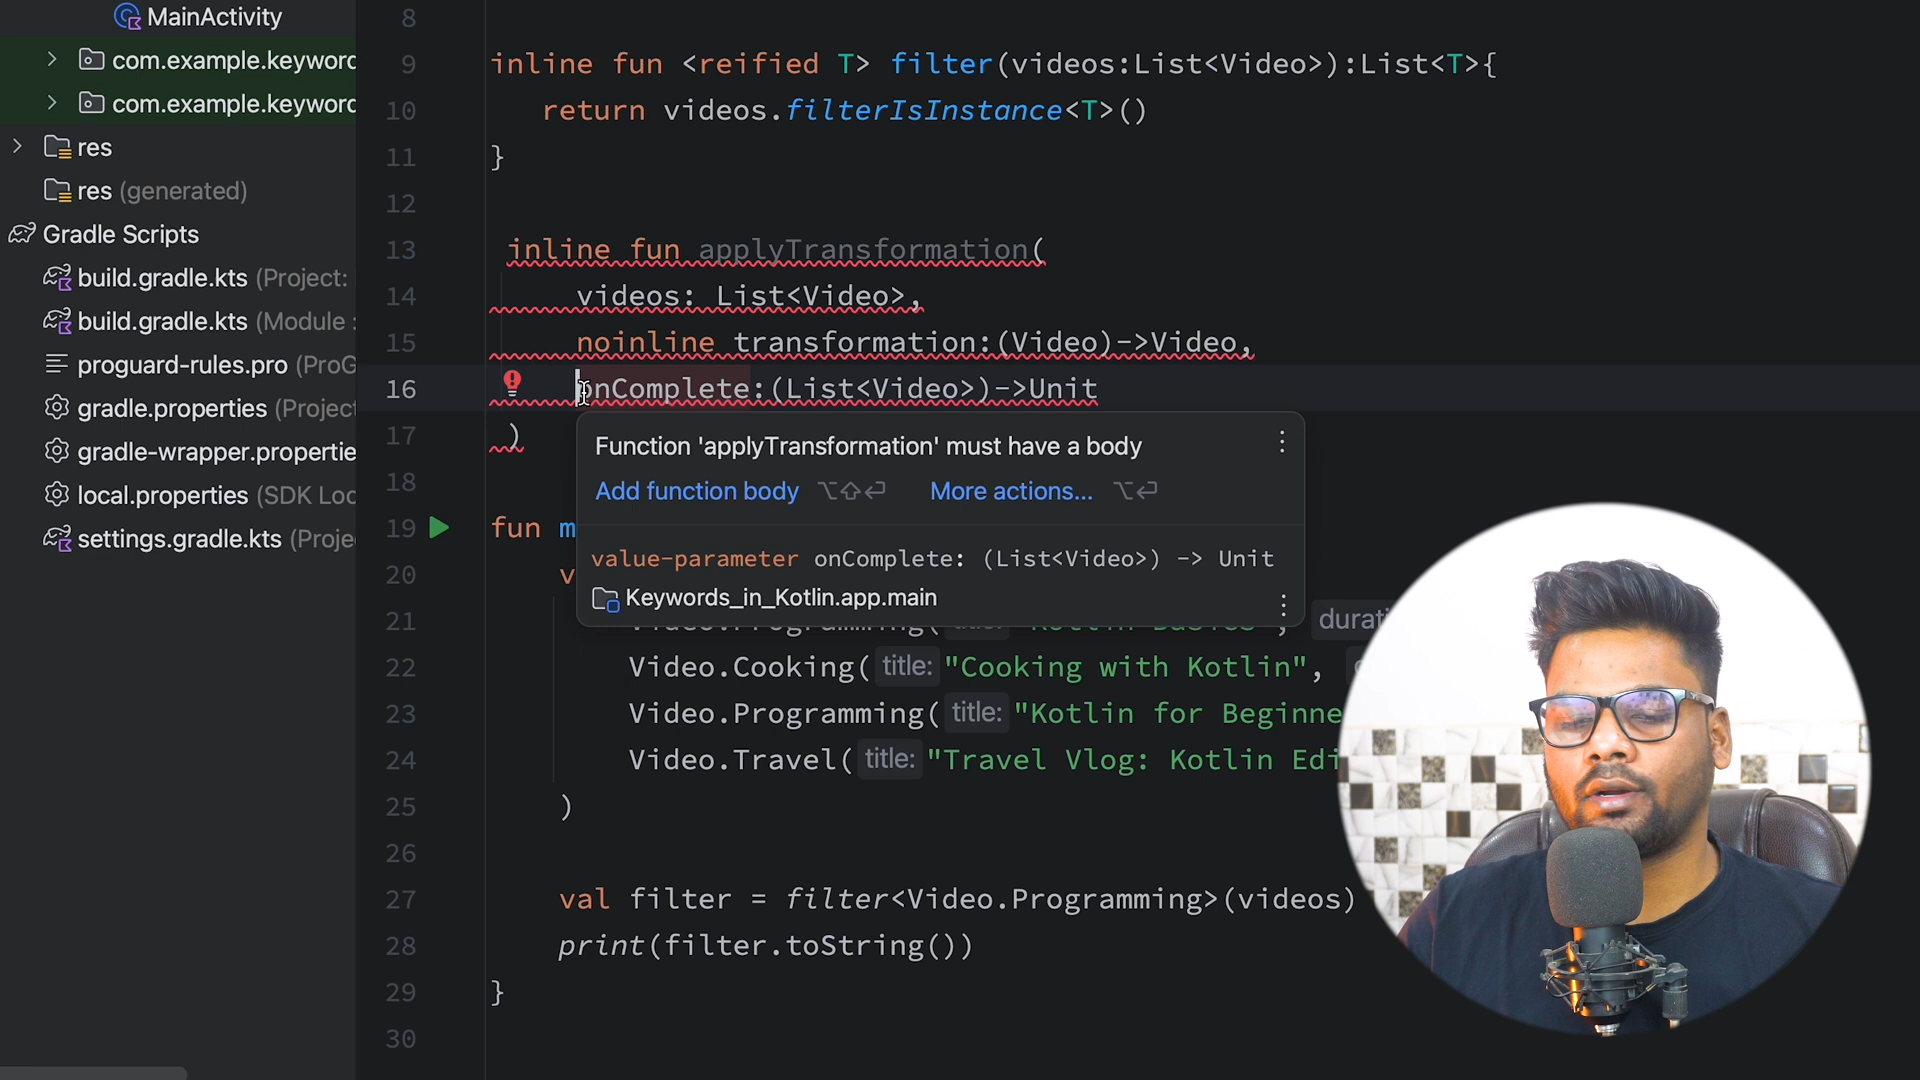 MainActivity
com.example.keyword
com.example.keyword
res
res (generated)
Gradle Scripts
build.gradle.kts (Project:
build.gradle.kts (Module :
proguard-rules.pro (ProG
gradle.properties (Project
gradle-wrapper.propertie
local.properties (SDK Loc
settings.gradle.kts (Proje
8
9 inline fun <reified T> filter(videos:List<Video>):List<T>{
10 return videos.filterIsInstance<T>()
11 }
12
13 inline fun applyTransformation(
14 videos: List<Video>,
15 noinline transformation:(Video)->Video,
16 onComplete:(List<Video>)->Unit
17 )
Function 'applyTransformation' must have a body
Add function body ⌥⇧⏎ More actions... ⌥⏎
value-parameter onComplete: (List<Video>) -> Unit
Keywords_in_Kotlin.app.main
18
19 fun m
20 v
21 durati
22 Video.Cooking( title: "Cooking with Kotlin",
23 Video.Programming( title: "Kotlin for Beginne
24 Video.Travel( title: "Travel Vlog: Kotlin Edi
25 )
26
27 val filter = filter<Video.Programming>(videos)
28 print(filter.toString())
29 }
30